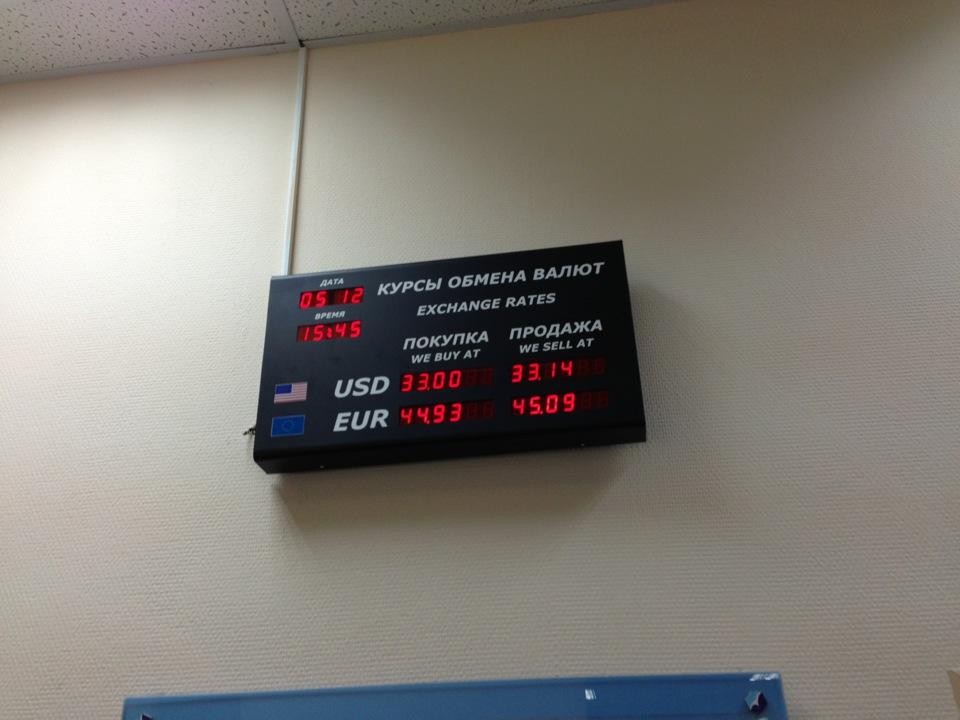 ДАТА
05 12
ВРЕМЯ
15:45
КУРСЫ ОБМЕНА ВАЛЮТ
EXCHANGE RATES
ПОКУПКА ПРОДАЖА
WE BUY AT WE SELL AT
USD 33.00 33.14
EUR 44.93 45.09